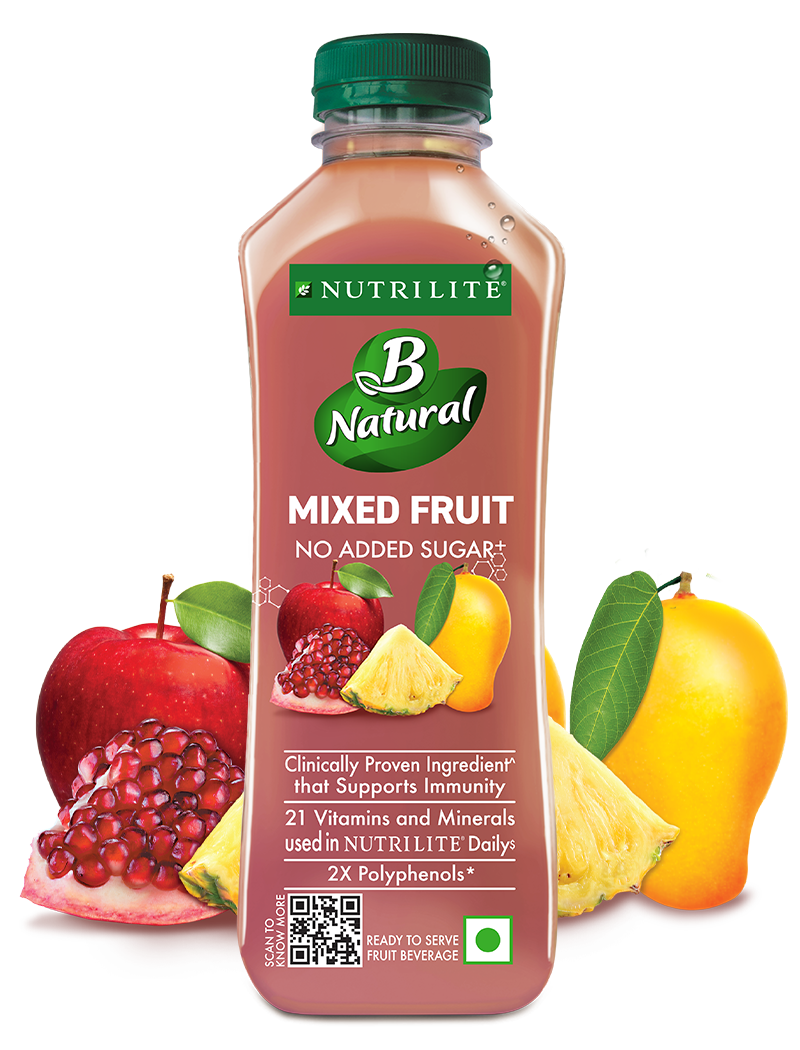 NUTRILITE®
B
Natural
MIXED FRUIT
NO ADDED SUGAR+
Clinically Proven Ingredient^
that Supports Immunity
21 Vitamins and Minerals
used in NUTRILITE® Daily$
2X Polyphenols*
SCAN TO
KNOW MORE
READY TO SERVE
FRUIT BEVERAGE